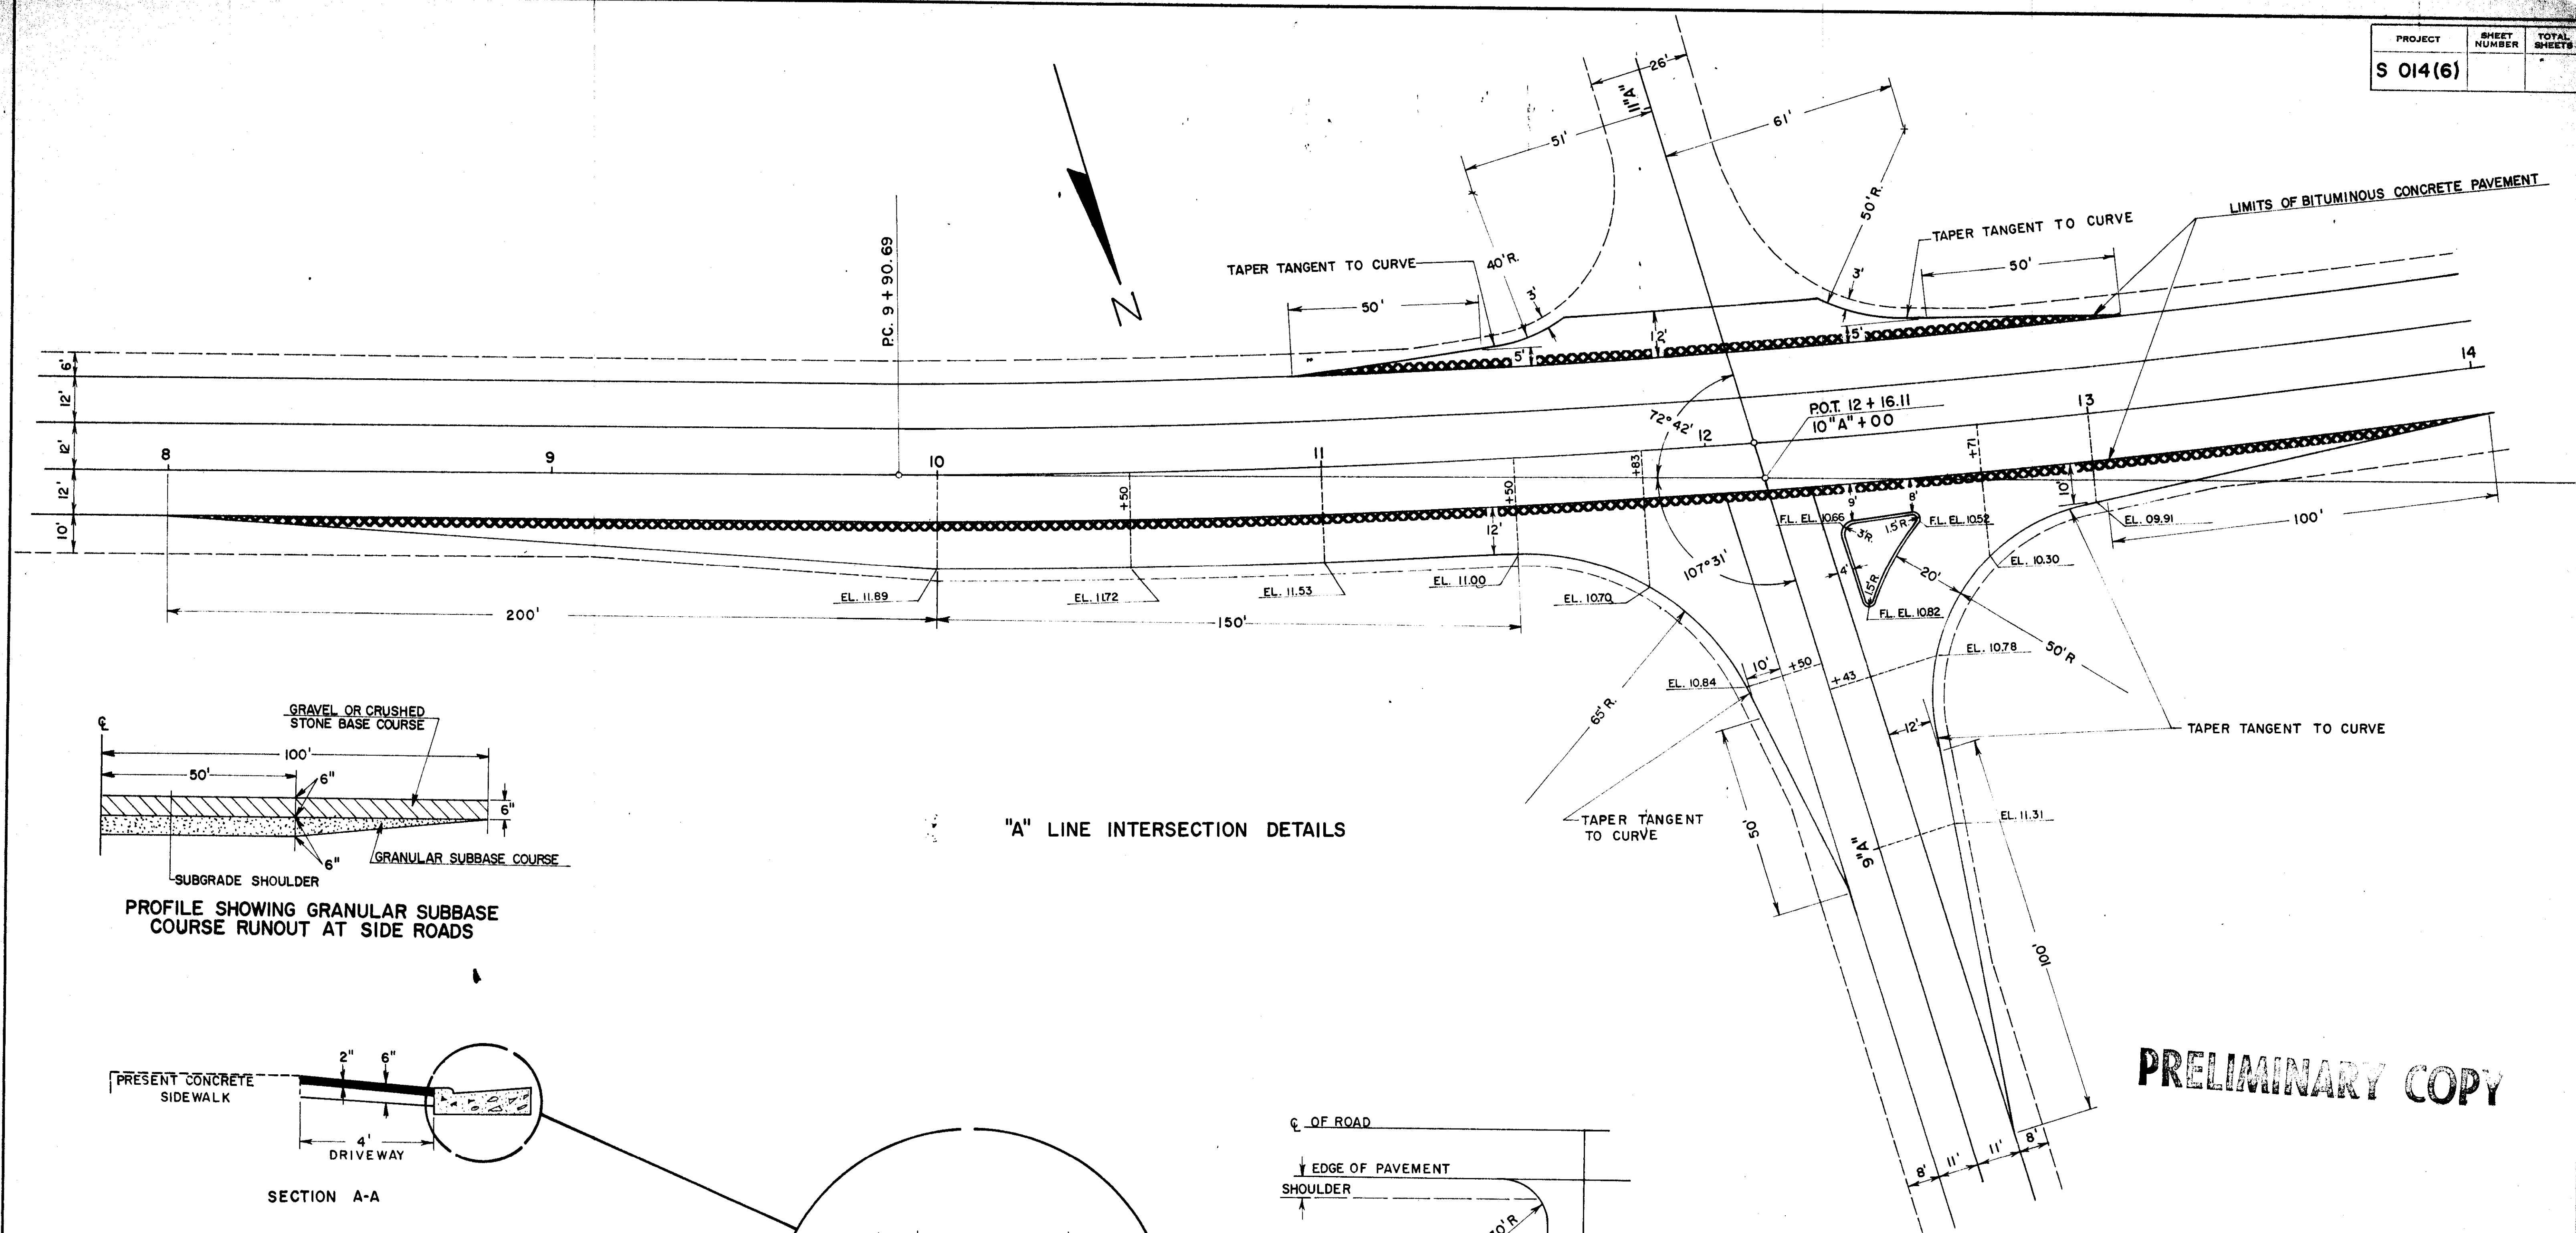 PROJECT
SHEET NUMBER
TOTAL SHEETS
S 014(6)
26'
11"A"
51'
61'
50'R.
LIMITS OF BITUMINOUS CONCRETE PAVEMENT
TAPER TANGENT TO CURVE
50'
TAPER TANGENT TO CURVE
40'R.
50'
3'
3'
P.C. 9 + 90.69
N
12'
5'
5'
6'
12'
12'
12'
10'
8
9
10
11
12
13
14
72°42'
P.O.T. 12 + 16.11
10 "A" + 00
+50
+50
+83
+71
12'
107°31'
9'
8'
10'
F.L. EL. 10.66
F.L. EL. 10.52
3'R.
1.5'R
1.5'R
4'
20'
F.L. EL. 10.82
EL. 09.91
100'
EL. 10.30
EL. 11.89
EL. 11.72
EL. 11.53
EL. 11.00
EL. 10.70
200'
150'
EL. 10.84
10'
+50
+43
EL. 10.78
50'R
65'R.
12'
TAPER TANGENT TO CURVE
TAPER TANGENT
TO CURVE
50'
9"A"
EL. 11.31
100'
8'
11'
11'
8'
"A" LINE INTERSECTION DETAILS
℄
GRAVEL OR CRUSHED
STONE BASE COURSE
100'
50'
6"
6"
6"
GRANULAR SUBBASE COURSE
SUBGRADE SHOULDER
PROFILE SHOWING GRANULAR SUBBASE
COURSE RUNOUT AT SIDE ROADS
PRESENT CONCRETE
SIDEWALK
2"
6"
4'
DRIVEWAY
SECTION A-A
℄ OF ROAD
EDGE OF PAVEMENT
SHOULDER
PRELIMINARY COPY